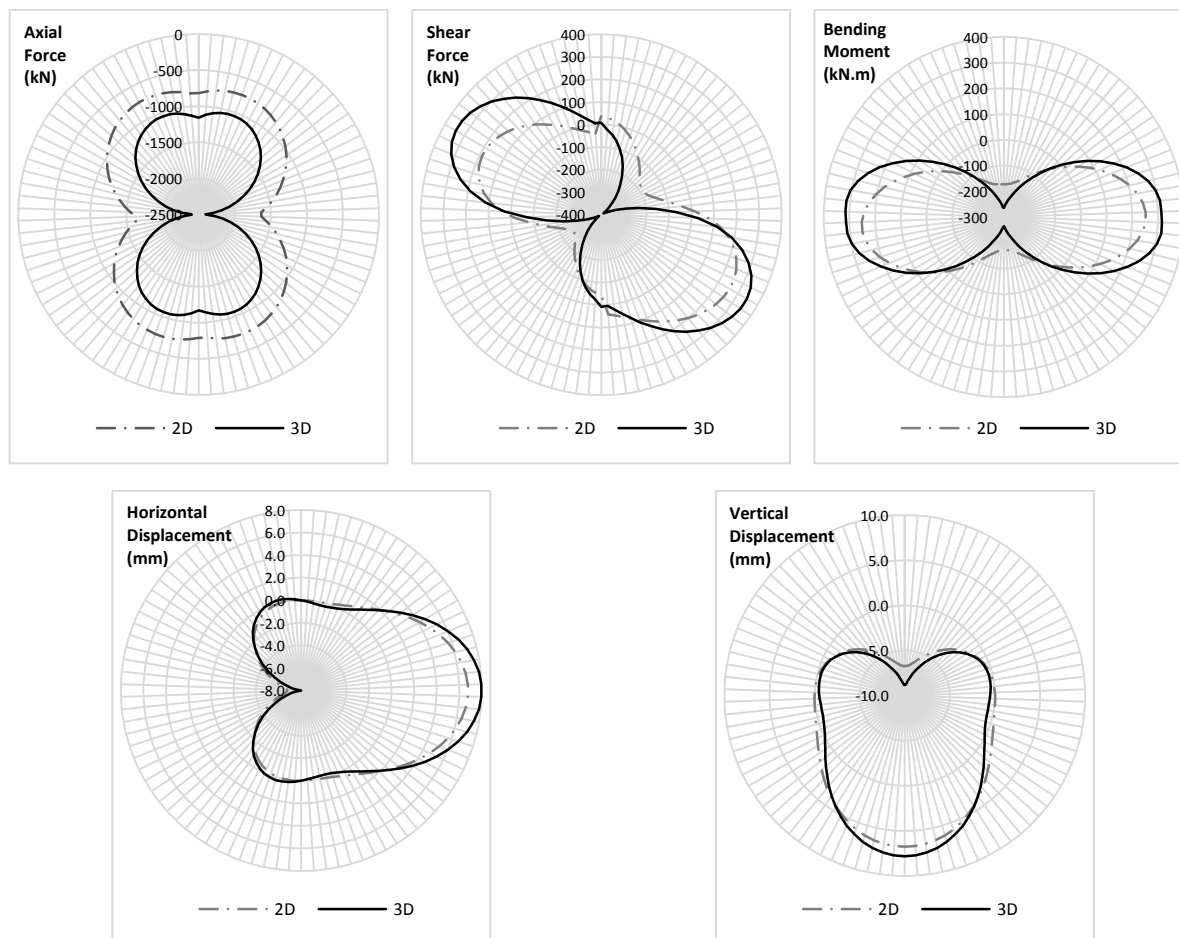 Axial
Force
(kN)
0
-500
-1000
-1500
-2000
-2500
2D
3D
Shear
Force
(kN)
400
300
200
100
0
-100
-200
-300
-400
2D
3D
Bending
Moment
(kN.m)
400
300
200
100
0
-100
-200
-300
2D
3D
Horizontal
Displacement
(mm)
8.0
6.0
4.0
2.0
0.0
-2.0
-4.0
-6.0
-8.0
2D
3D
Vertical
Displacement
(mm)
10.0
5.0
0.0
-5.0
-10.0
2D
3D